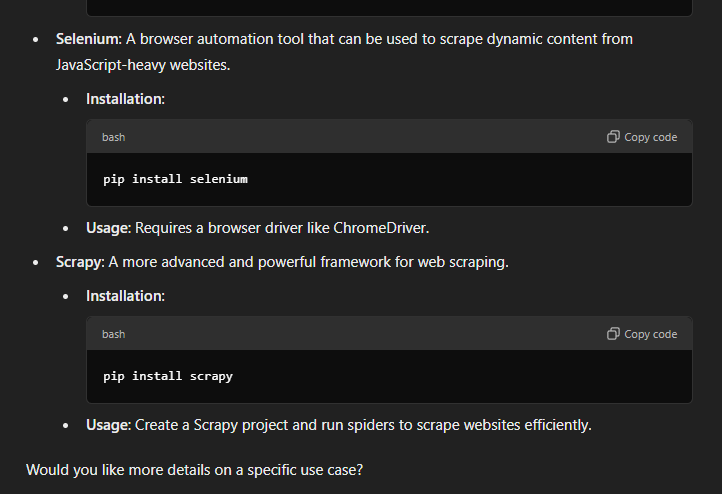 Selenium: A browser automation tool that can be used to scrape dynamic content from
JavaScript-heavy websites.
Installation:
bash
Copy code
pip install selenium
Usage: Requires a browser driver like ChromeDriver.
Scrapy: A more advanced and powerful framework for web scraping.
Installation:
bash
Copy code
pip install scrapy
Usage: Create a Scrapy project and run spiders to scrape websites efficiently.
Would you like more details on a specific use case?